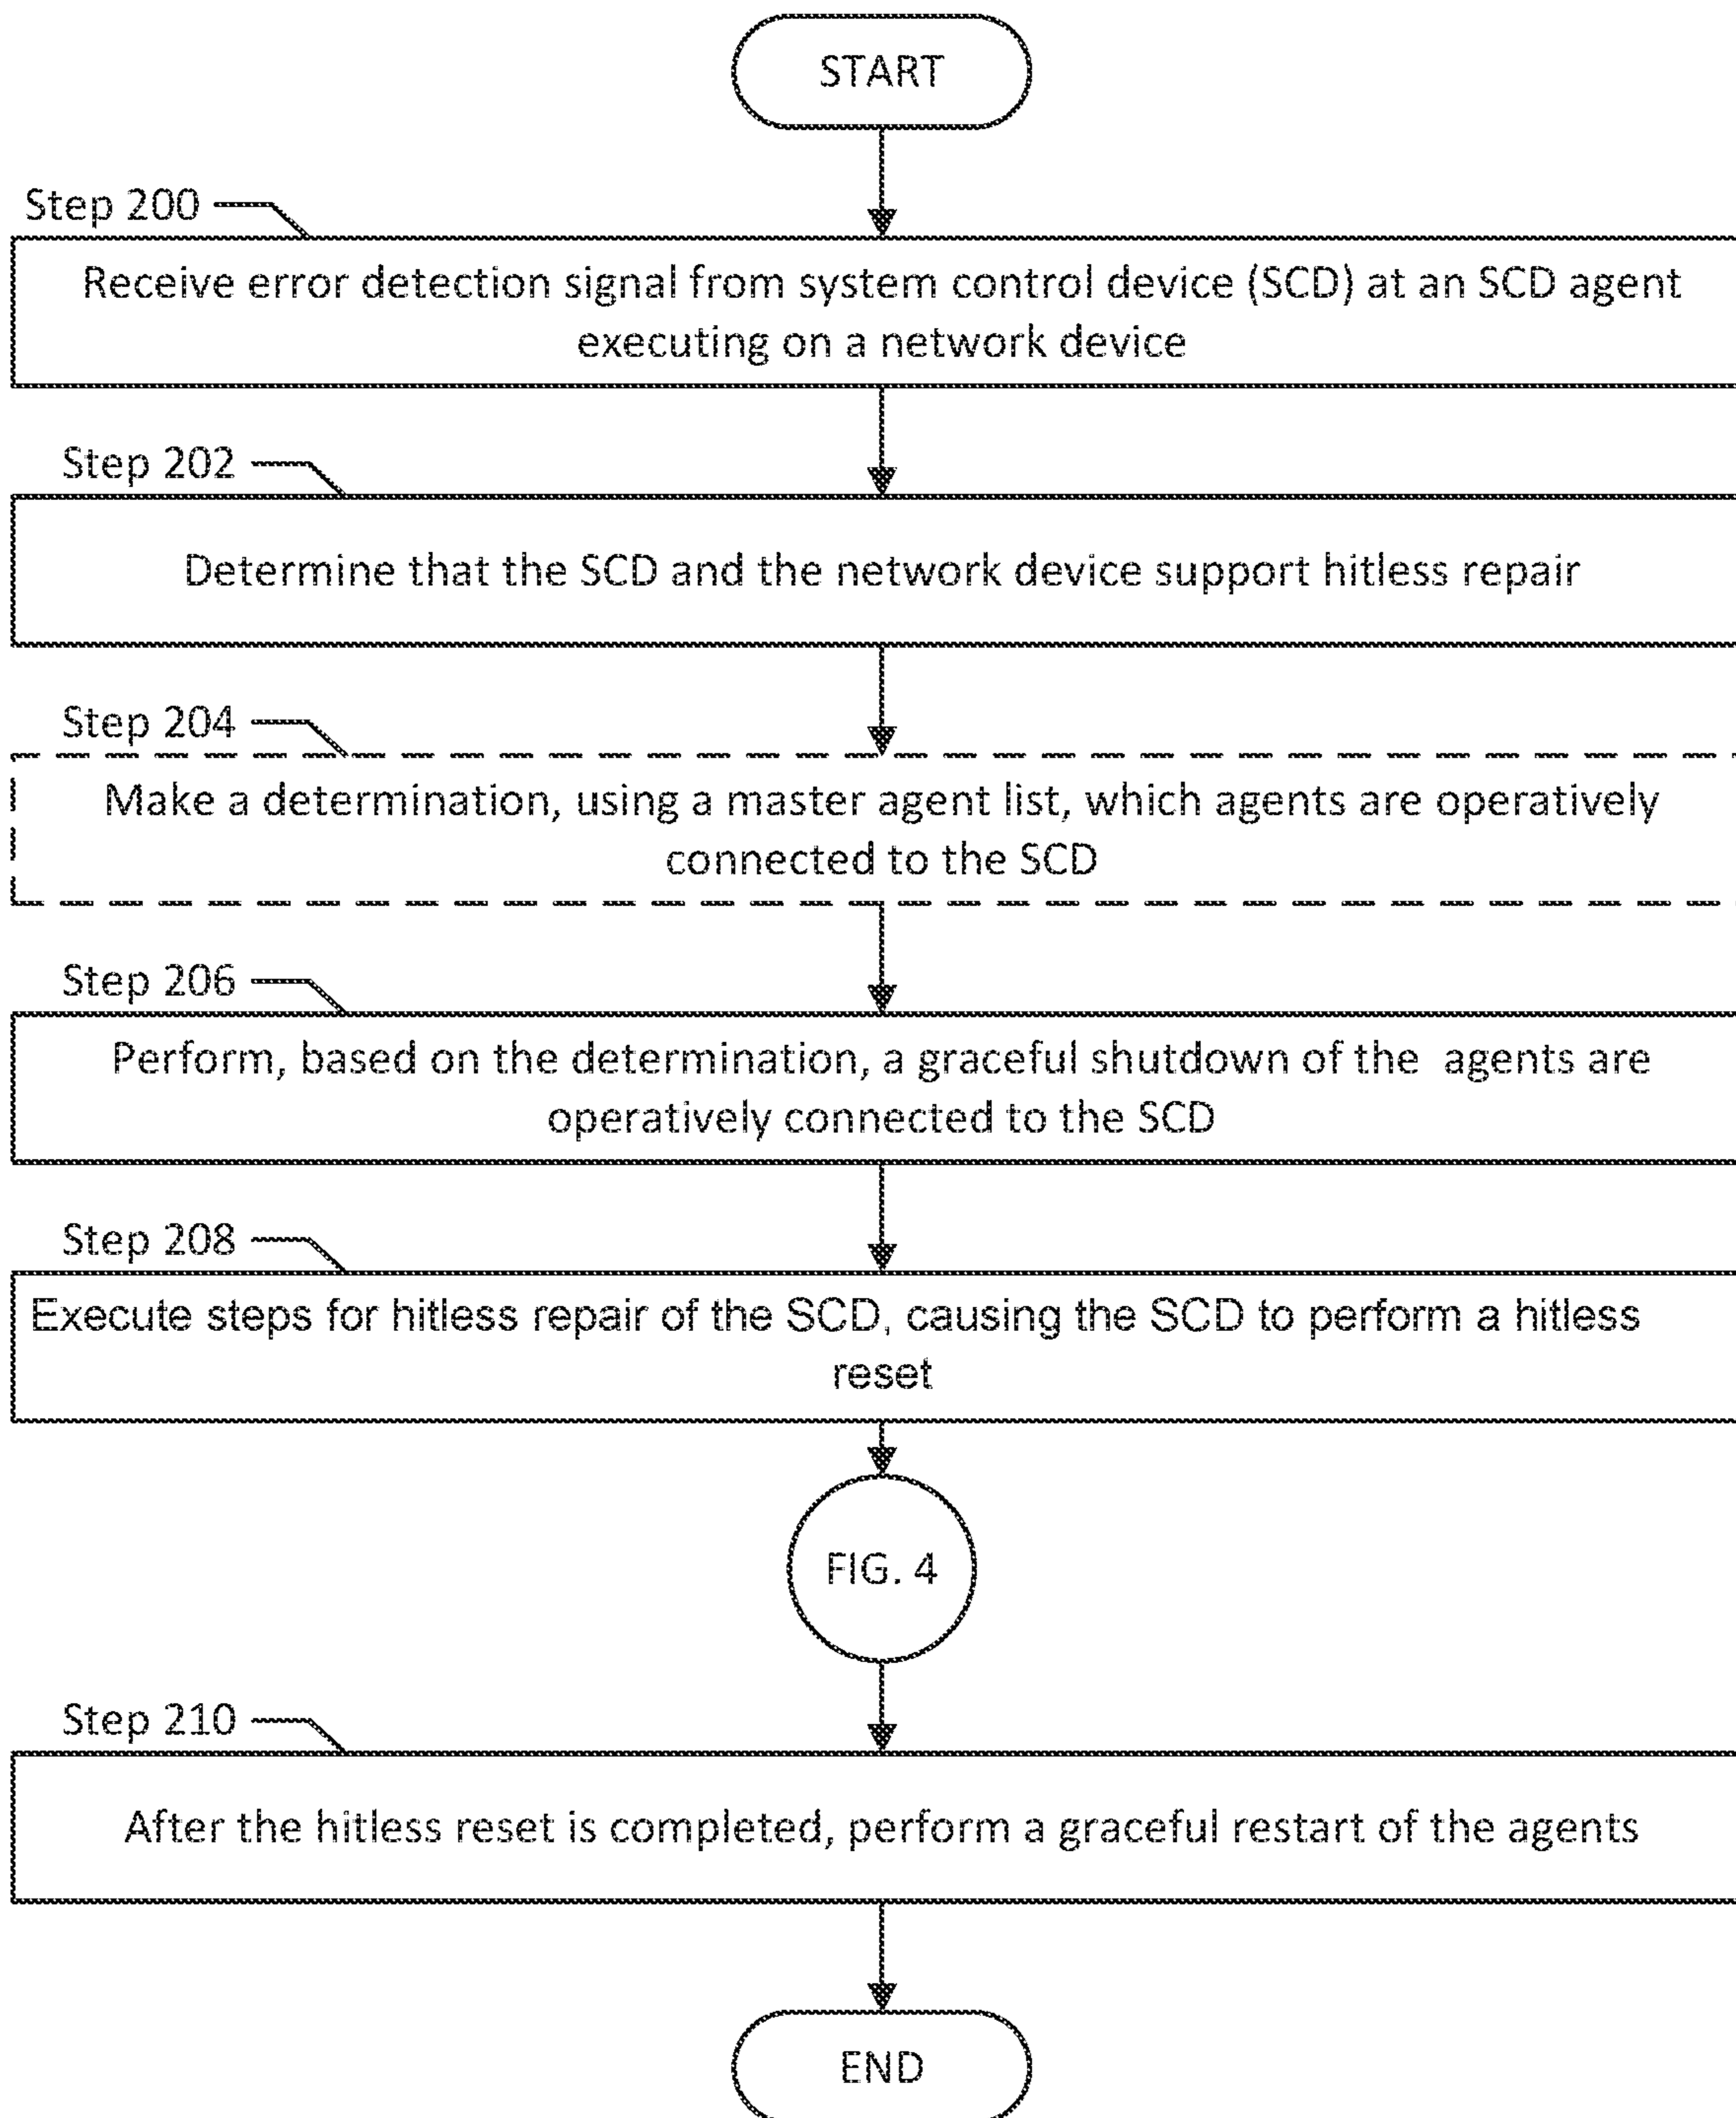 START
Step 200
Receive error detection signal from system control device (SCD) at an SCD agent
executing on a network device
Step 202
Determine that the SCD and the network device support hitless repair
Step 204
Make a determination, using a master agent list, which agents are operatively
connected to the SCD
Step 206
Perform, based on the determination, a graceful shutdown of the agents are
operatively connected to the SCD
Step 208
Execute steps for hitless repair of the SCD, causing the SCD to perform a hitless
reset
FIG. 4
Step 210
After the hitless reset is completed, perform a graceful restart of the agents
END